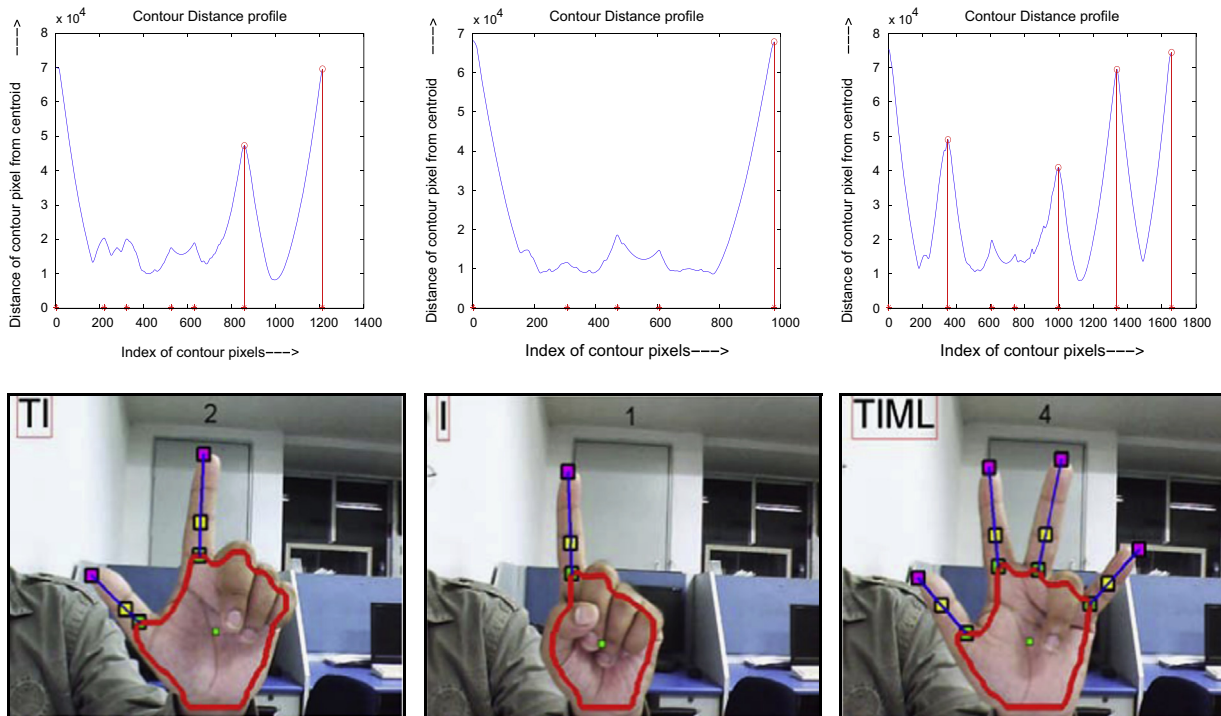 x 10^4 Contour Distance profile
Distance of contour pixel from centroid −−−−>
8
7
6
5
4
3
2
1
0
0 200 400 600 800 1000 1200 1400
Index of contour pixels−−−>
x 10^4 Contour Distance profile
Distance of contour pixel from centroid −−−−>
7
6
5
4
3
2
1
0
0 200 400 600 800 1000
Index of contour pixels−−−>
x 10^4 Contour Distance profile
Distance of contour pixel from centroid −−−−>
8
7
6
5
4
3
2
1
0
0 200 400 600 800 1000 1200 1400 1600 1800
Index of contour pixels−−−>
TI 2
I 1
TIML 4